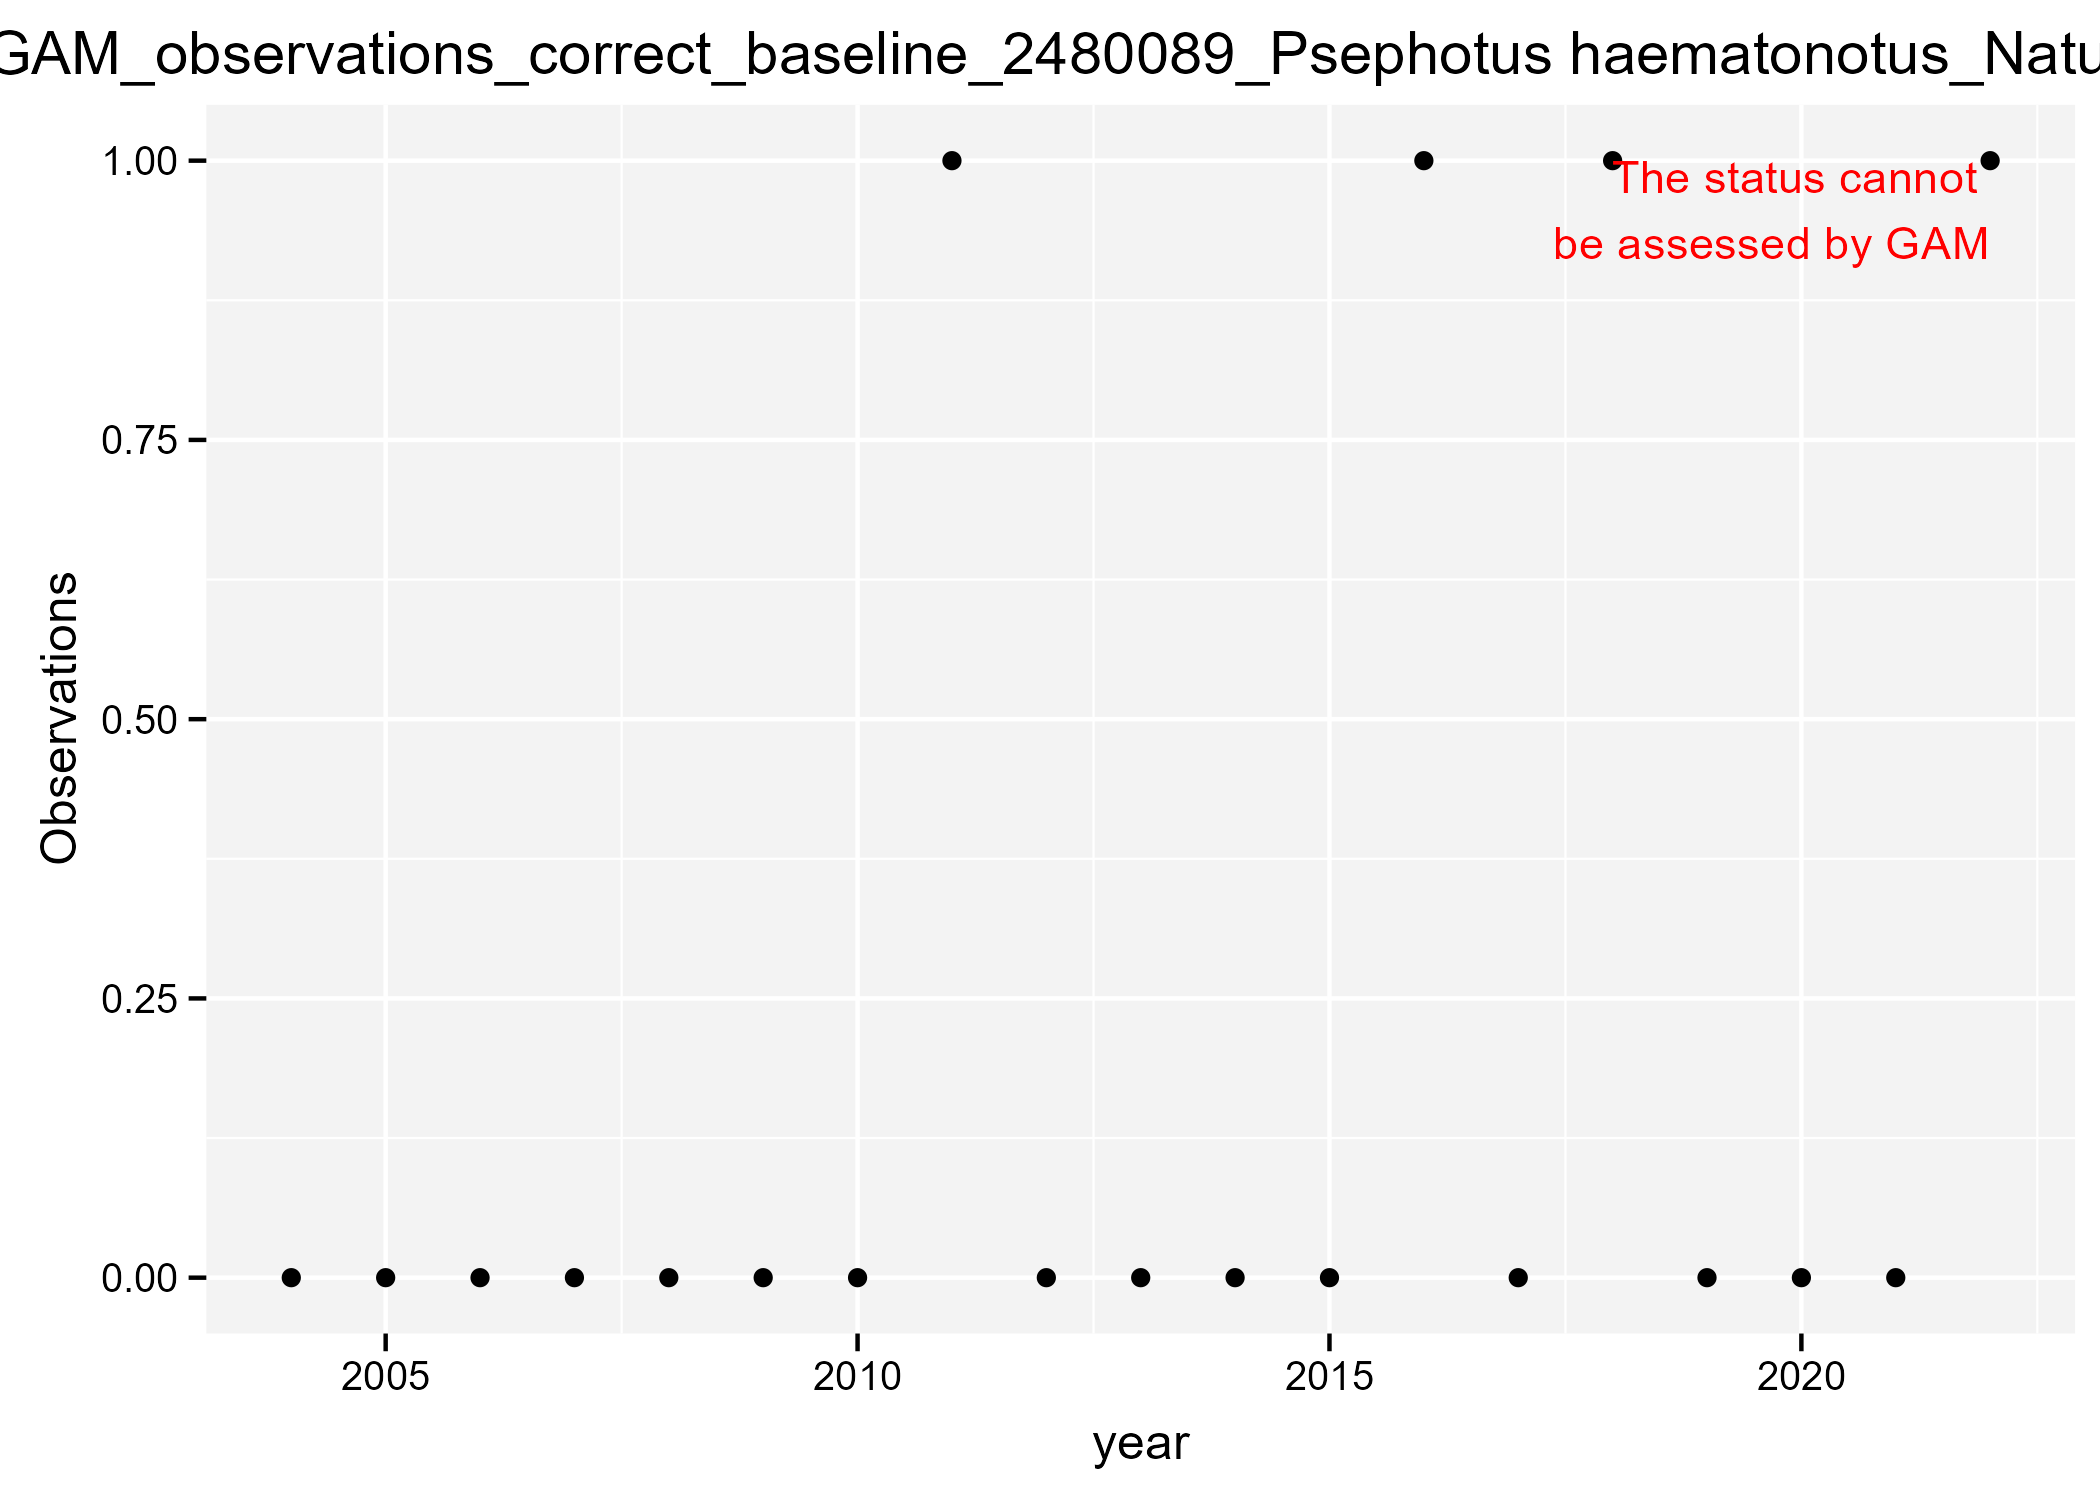 GAM_observations_correct_baseline_2480089_Psephotus haematonotus_Natu
1.00
The status cannot
be assessed by GAM
0.75
0.50
0.25
0.00
Observations
2005 2010 2015 2020
year